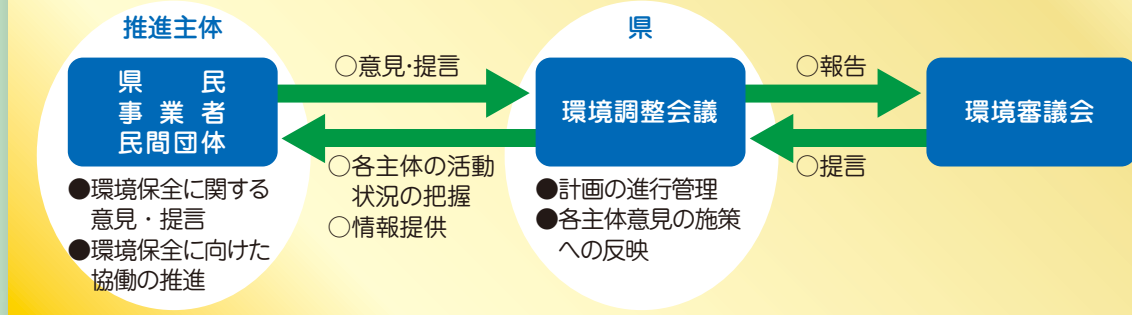 推進主体
県民
事業者
民間団体
●環境保全に関する
意見・提言
●環境保全に向けた
協働の推進
○意見・提言
○各主体の活動
状況の把握
○情報提供
県
環境調整会議
●計画の進行管理
●各主体意見の施策
への反映
○報告
○提言
環境審議会